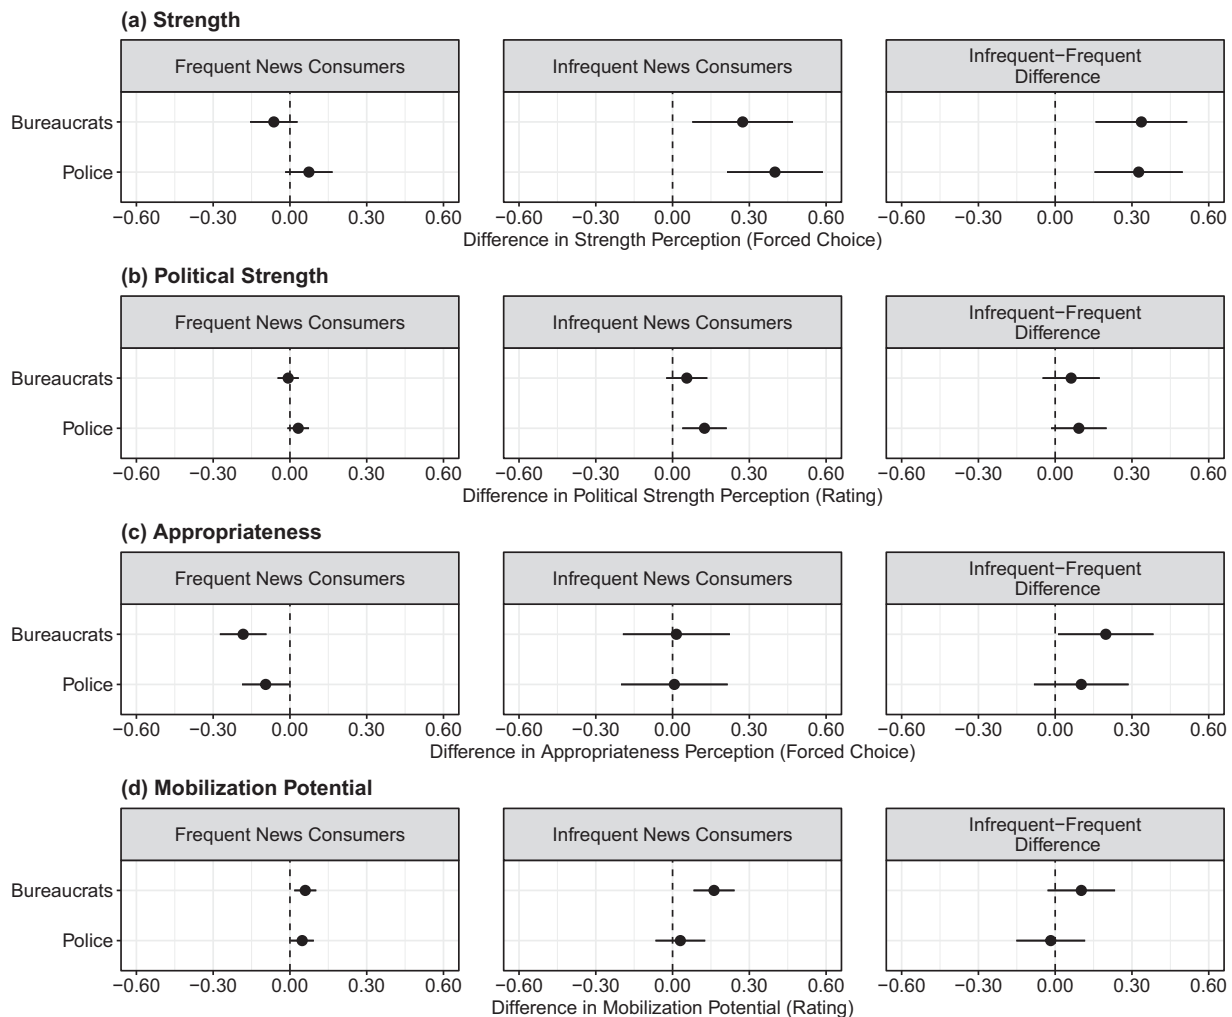 (a) Strength
Frequent News Consumers
Infrequent News Consumers
Infrequent−Frequent
Difference
Bureaucrats
Police
−0.60 −0.30 0.00 0.30 0.60
−0.60 −0.30 0.00 0.30 0.60
−0.60 −0.30 0.00 0.30 0.60
Difference in Strength Perception (Forced Choice)
(b) Political Strength
Frequent News Consumers
Infrequent News Consumers
Infrequent−Frequent
Difference
Bureaucrats
Police
−0.60 −0.30 0.00 0.30 0.60
−0.60 −0.30 0.00 0.30 0.60
−0.60 −0.30 0.00 0.30 0.60
Difference in Political Strength Perception (Rating)
(c) Appropriateness
Frequent News Consumers
Infrequent News Consumers
Infrequent−Frequent
Difference
Bureaucrats
Police
−0.60 −0.30 0.00 0.30 0.60
−0.60 −0.30 0.00 0.30 0.60
−0.60 −0.30 0.00 0.30 0.60
Difference in Appropriateness Perception (Forced Choice)
(d) Mobilization Potential
Frequent News Consumers
Infrequent News Consumers
Infrequent−Frequent
Difference
Bureaucrats
Police
−0.60 −0.30 0.00 0.30 0.60
−0.60 −0.30 0.00 0.30 0.60
−0.60 −0.30 0.00 0.30 0.60
Difference in Mobilization Potential (Rating)